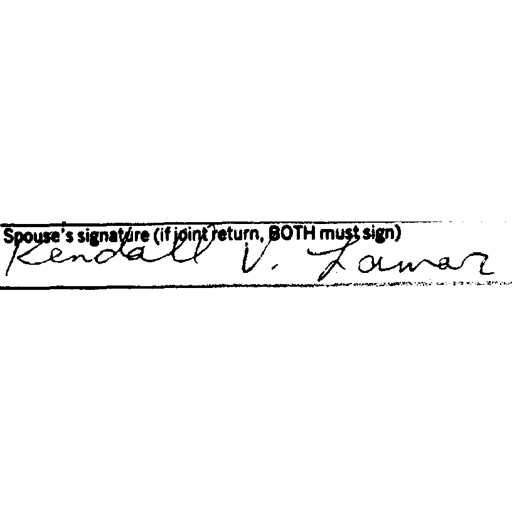 Spouse's signature (if joint return, BOTH must sign)
Kendall V. Lamar